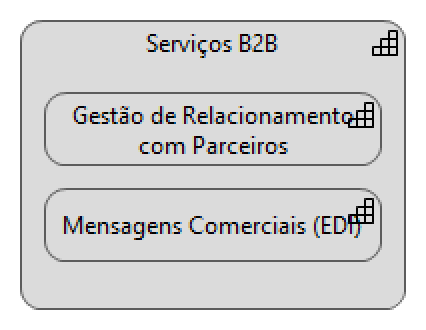 Serviços B2B
Gestão de Relacionamento
com Parceiros
Mensagens Comerciais (EDI)